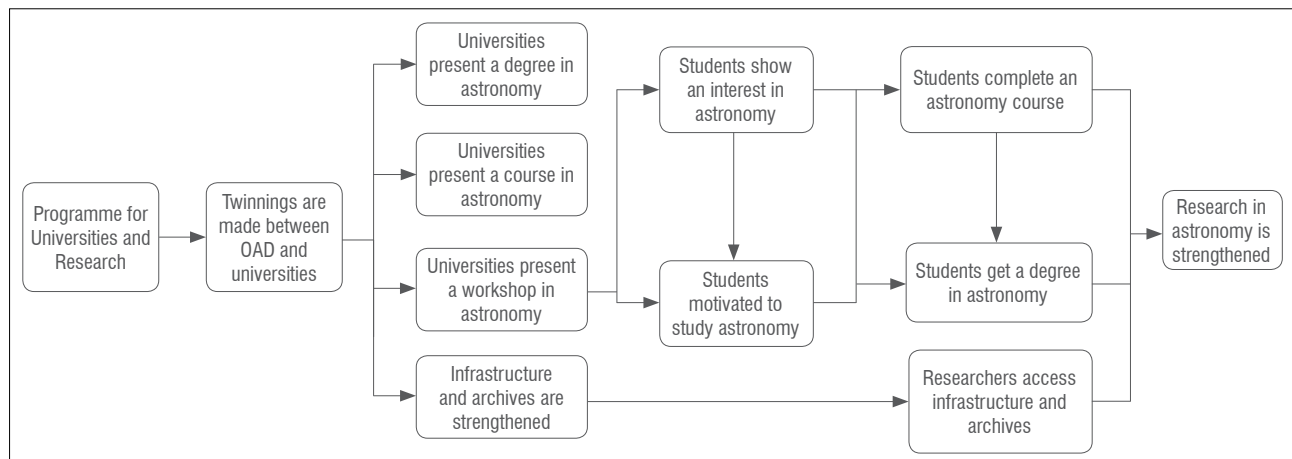 Programme for
Universities and
Research
Twinnings are
made between
OAD and
universities
Universities
present a degree in
astronomy
Universities
present a course in
astronomy
Universities present
a workshop in
astronomy
Infrastructure
and archives are
strengthened
Students show
an interest in
astronomy
Students
motivated to
study astronomy
Students complete an
astronomy course
Students get a degree
in astronomy
Researchers access
infrastructure and
archives
Research in
astronomy is
strengthened